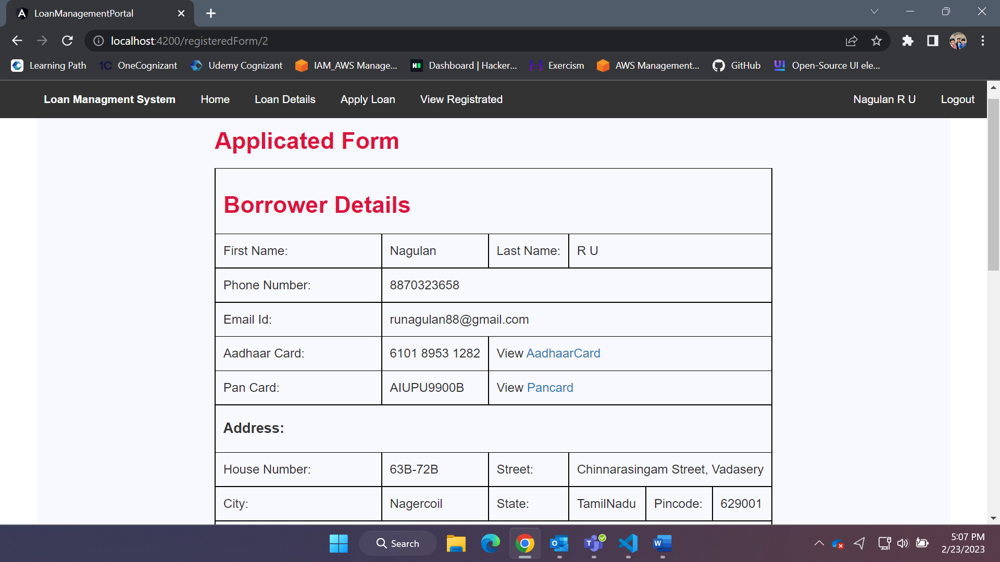 LoanManagementPortal
localhost:4200/registeredForm/2
Learning Path OneCognizant Udemy Cognizant IAM_AWS Manage... Dashboard | Hacker... Exercism AWS Management... GitHub Open-Source UI ele...
Loan Managment System Home Loan Details Apply Loan View Registrated Nagulan R U Logout
Applicated Form
Borrower Details
First Name: Nagulan Last Name: R U
Phone Number: 8870323658
Email Id: runagulan88@gmail.com
Aadhaar Card: 6101 8953 1282 View AadhaarCard
Pan Card: AIUPU9900B View Pancard
Address:
House Number: 63B-72B Street: Chinnarasingam Street, Vadasery
City: Nagercoil State: TamilNadu Pincode: 629001
Search
5:07 PM
2/23/2023